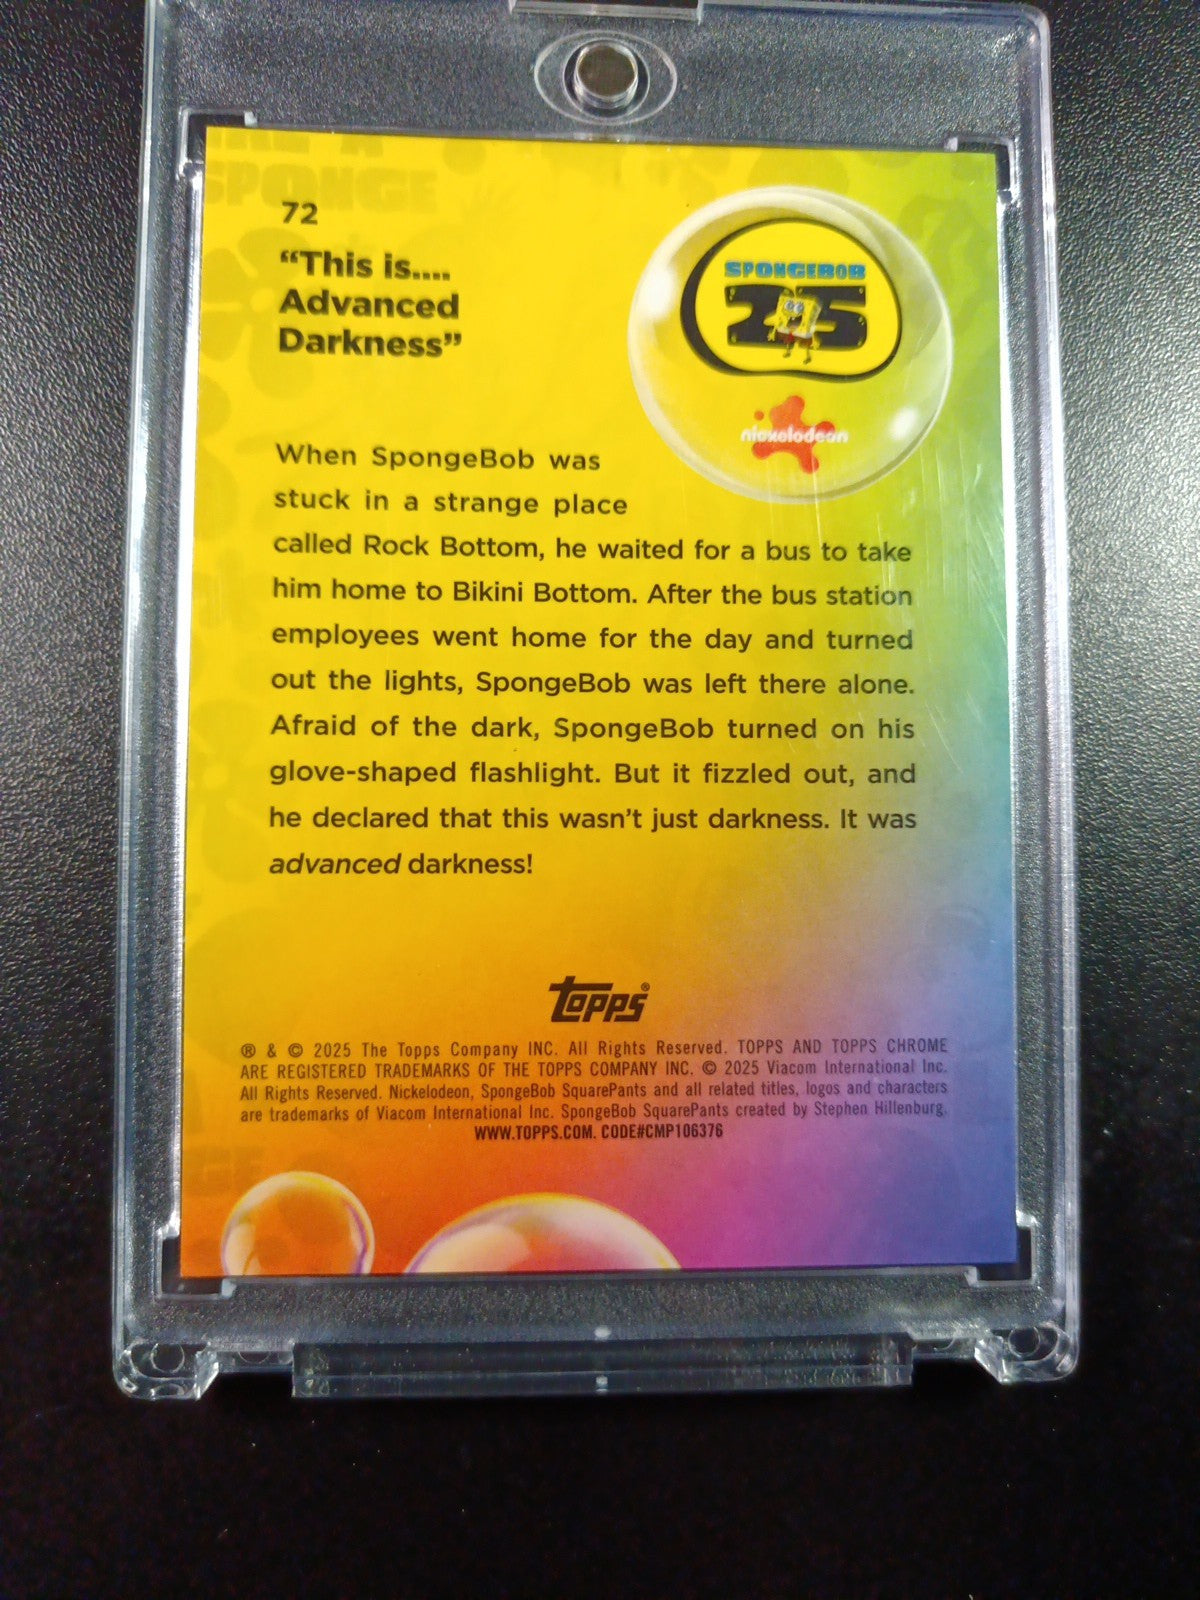 SPONGE
72
“This is....
Advanced
Darkness”
SPONGEBOB
25
nickelodeon
When SpongeBob was
stuck in a strange place
called Rock Bottom, he waited for a bus to take
him home to Bikini Bottom. After the bus station
employees went home for the day and turned
out the lights, SpongeBob was left there alone.
Afraid of the dark, SpongeBob turned on his
glove-shaped flashlight. But it fizzled out, and
he declared that this wasn’t just darkness. It was
advanced darkness!
Topps®
® & © 2025 The Topps Company INC. All Rights Reserved. TOPPS AND TOPPS CHROME
ARE REGISTERED TRADEMARKS OF THE TOPPS COMPANY INC. © 2025 Viacom International Inc.
All Rights Reserved. Nickelodeon, SpongeBob SquarePants and all related titles, logos and characters
are trademarks of Viacom International Inc. SpongeBob SquarePants created by Stephen Hillenburg.
WWW.TOPPS.COM. CODE#CMP106376